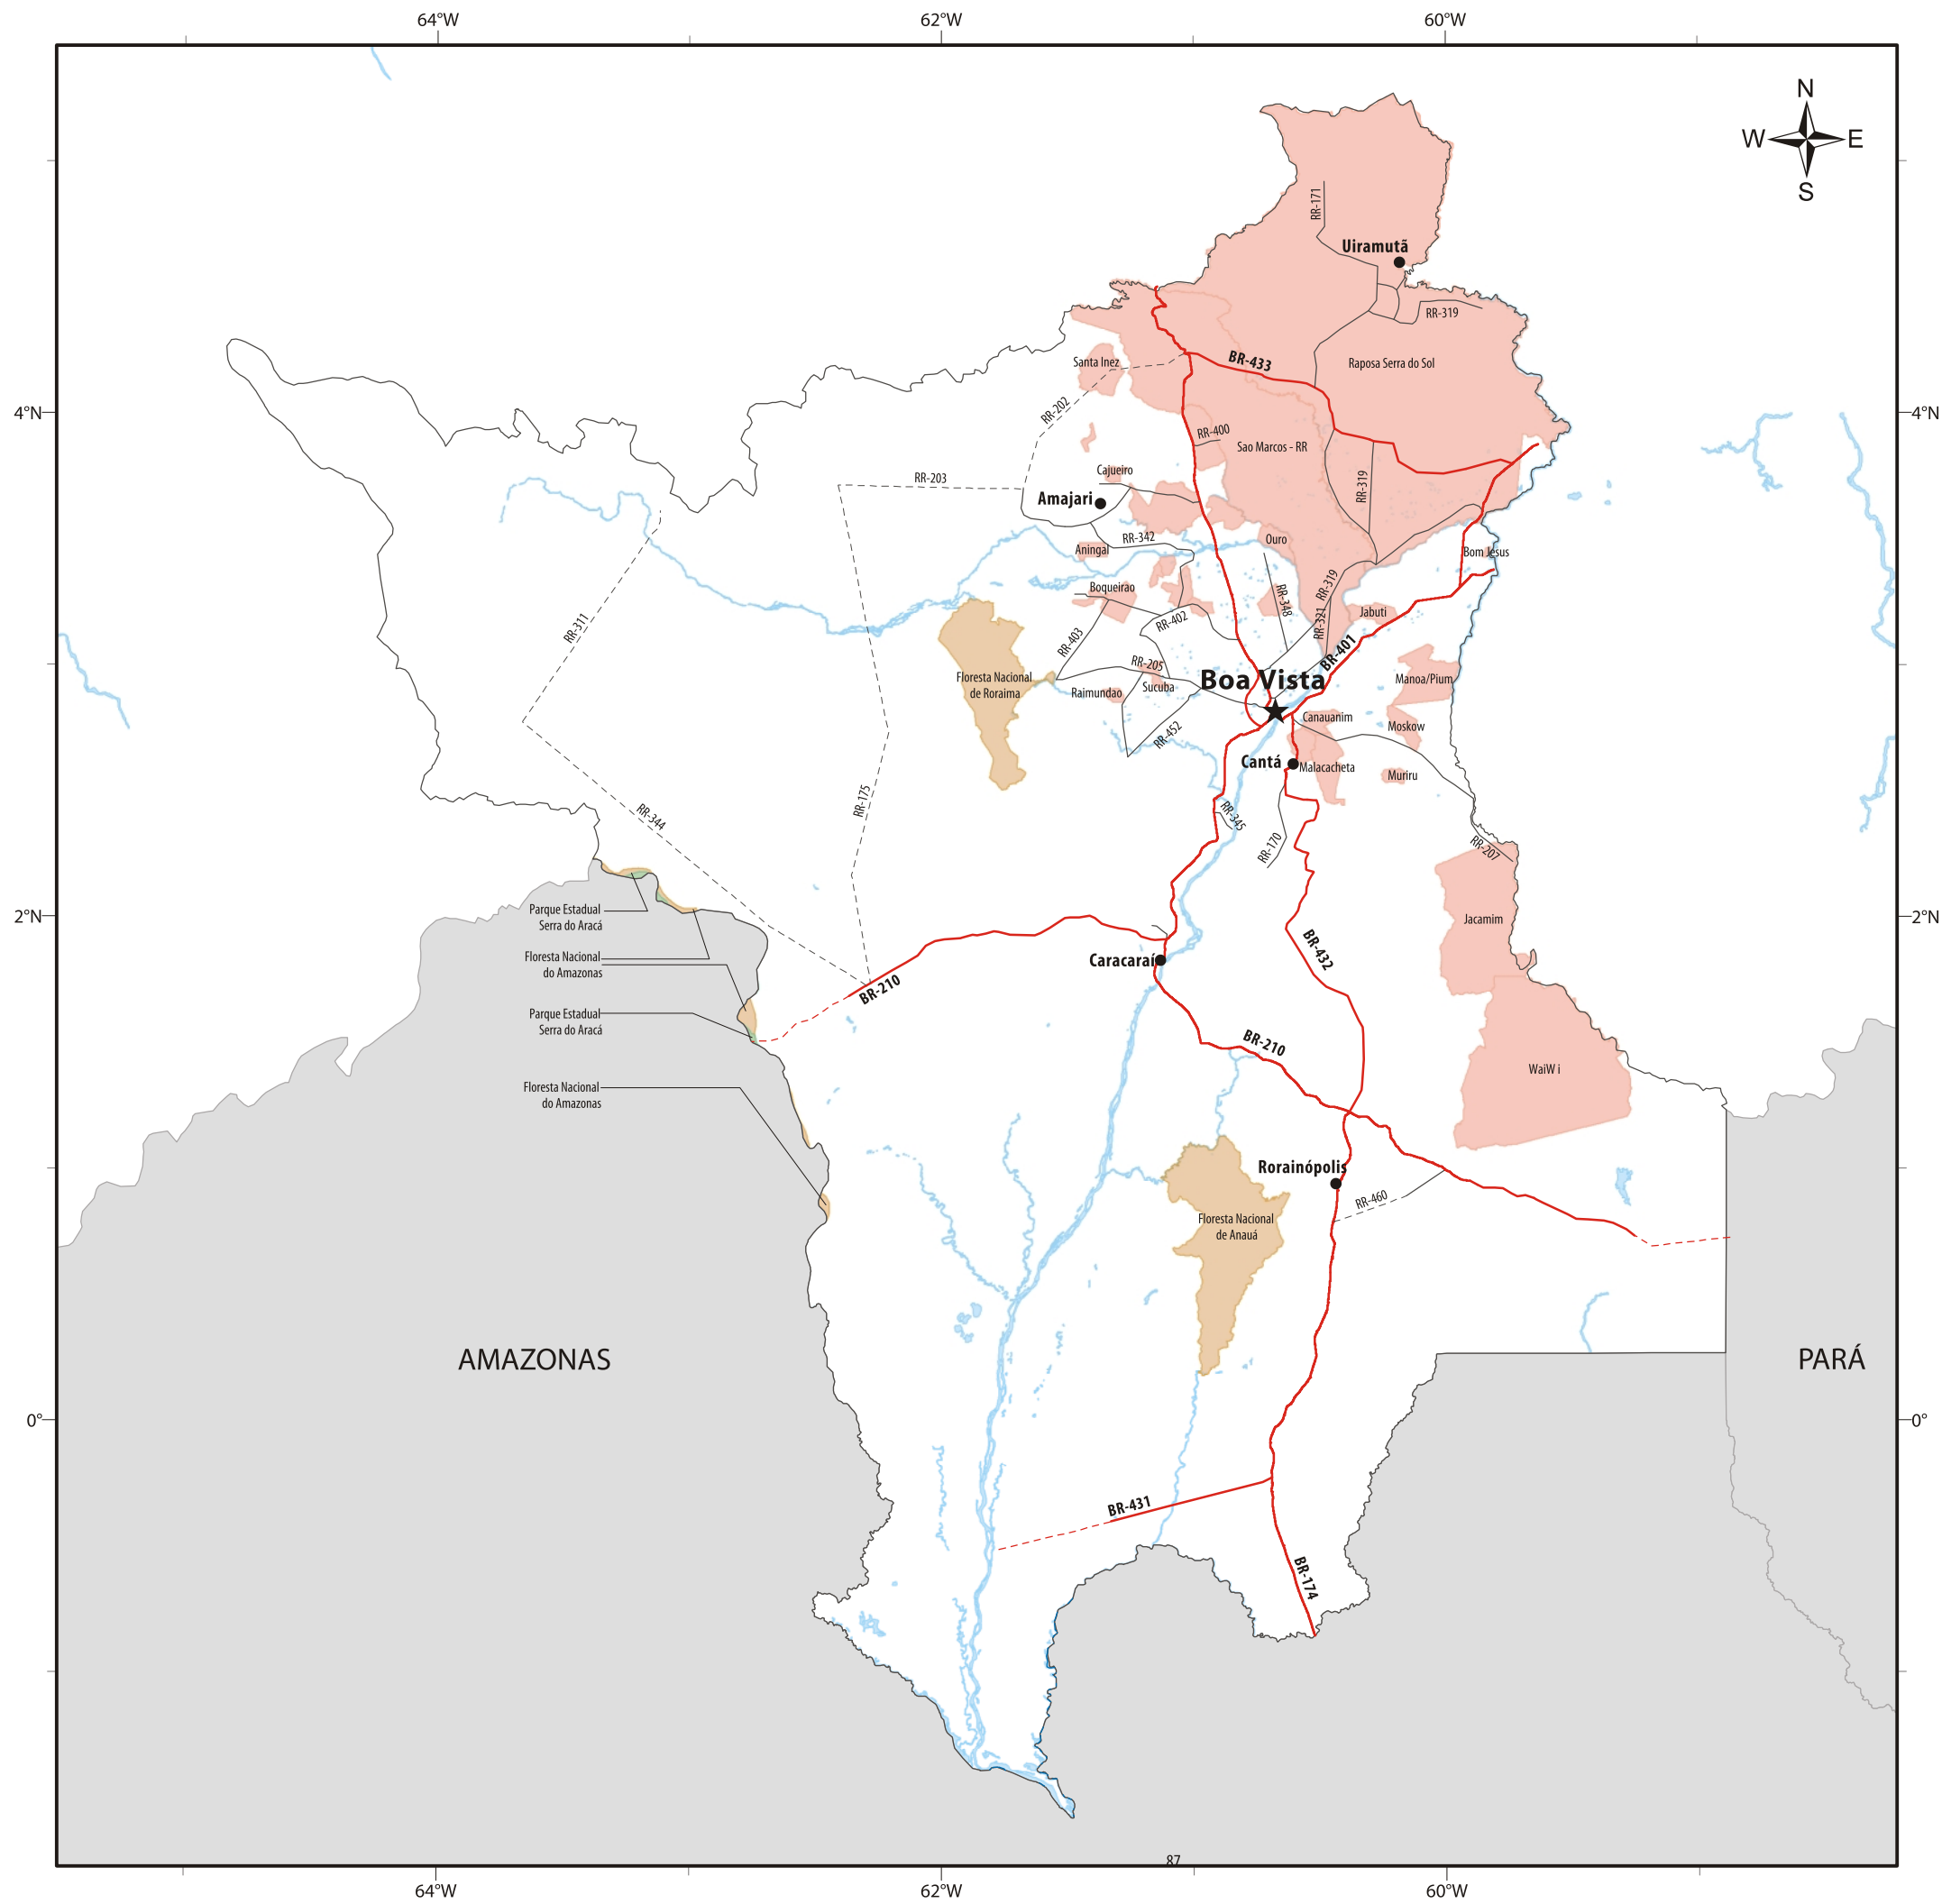 64°W
62°W
60°W
N
W
E
S
RR-171
Uiramutã
RR-319
BR-433
Raposa Serra do Sol
Santa Inez
RR-202
4°N
4°N
RR-400
Sao Marcos - RR
Cajueiro
RR-203
RR-319
Amajari
RR-342
Ouro
Aningal
Bom Jesus
Boqueirao
RR-348
RR-319
RR-311
RR-402
RR-321
Jabuti
RR-403
BR-401
RR-205
Floresta Nacional
de Roraima
Raimundao
Sucuba
Boa Vista
Manoa/Pium
Canauanim
Moskow
RR-452
Cantá
Malacacheta
Muriru
RR-175
RR-344
RR-345
RR-170
RR-207
Parque Estadual
Serra do Aracá
2°N
2°N
Jacamim
Floresta Nacional
do Amazonas
BR-432
Caracaraí
BR-210
Parque Estadual
Serra do Aracá
BR-210
WaiW i
Floresta Nacional
do Amazonas
Rorainópolis
RR-460
Floresta Nacional
de Anauá
AMAZONAS
PARÁ
0°
0°
BR-431
BR-174
87
64°W
62°W
60°W